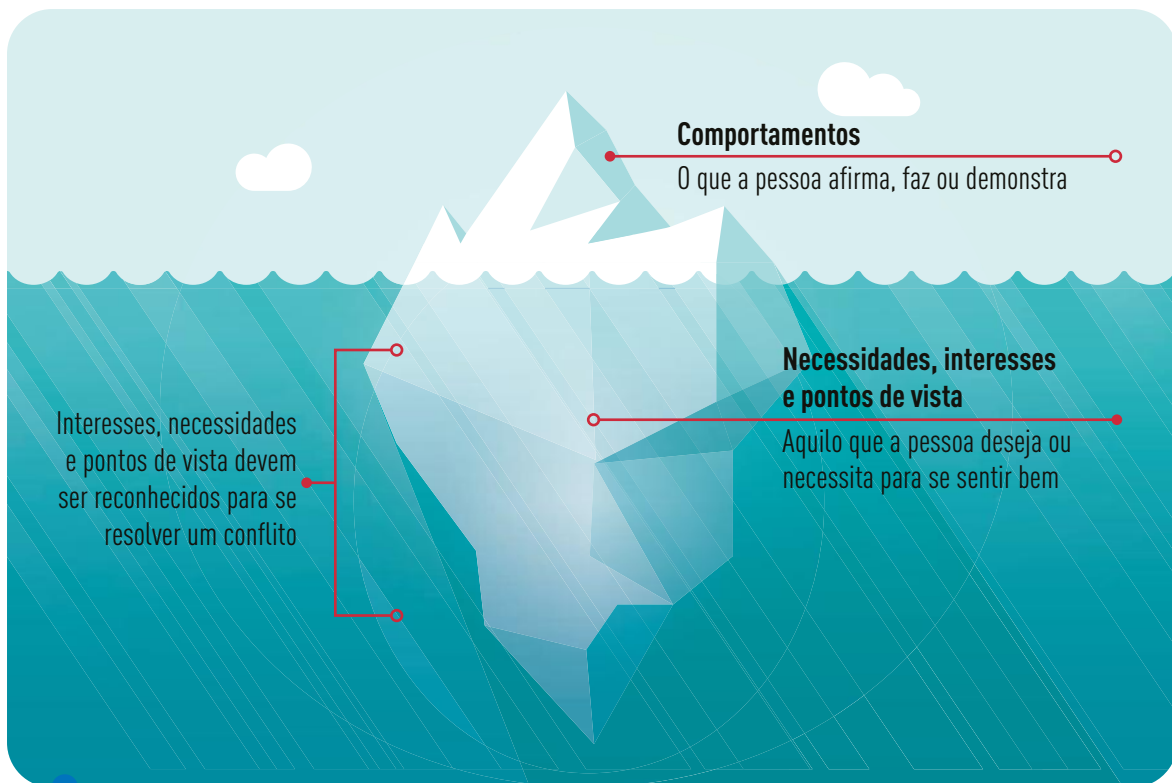 Comportamentos
O que a pessoa afirma, faz ou demonstra
Necessidades, interesses
e pontos de vista
Aquilo que a pessoa deseja ou
necessita para se sentir bem
Interesses, necessidades
e pontos de vista devem
ser reconhecidos para se
resolver um conflito